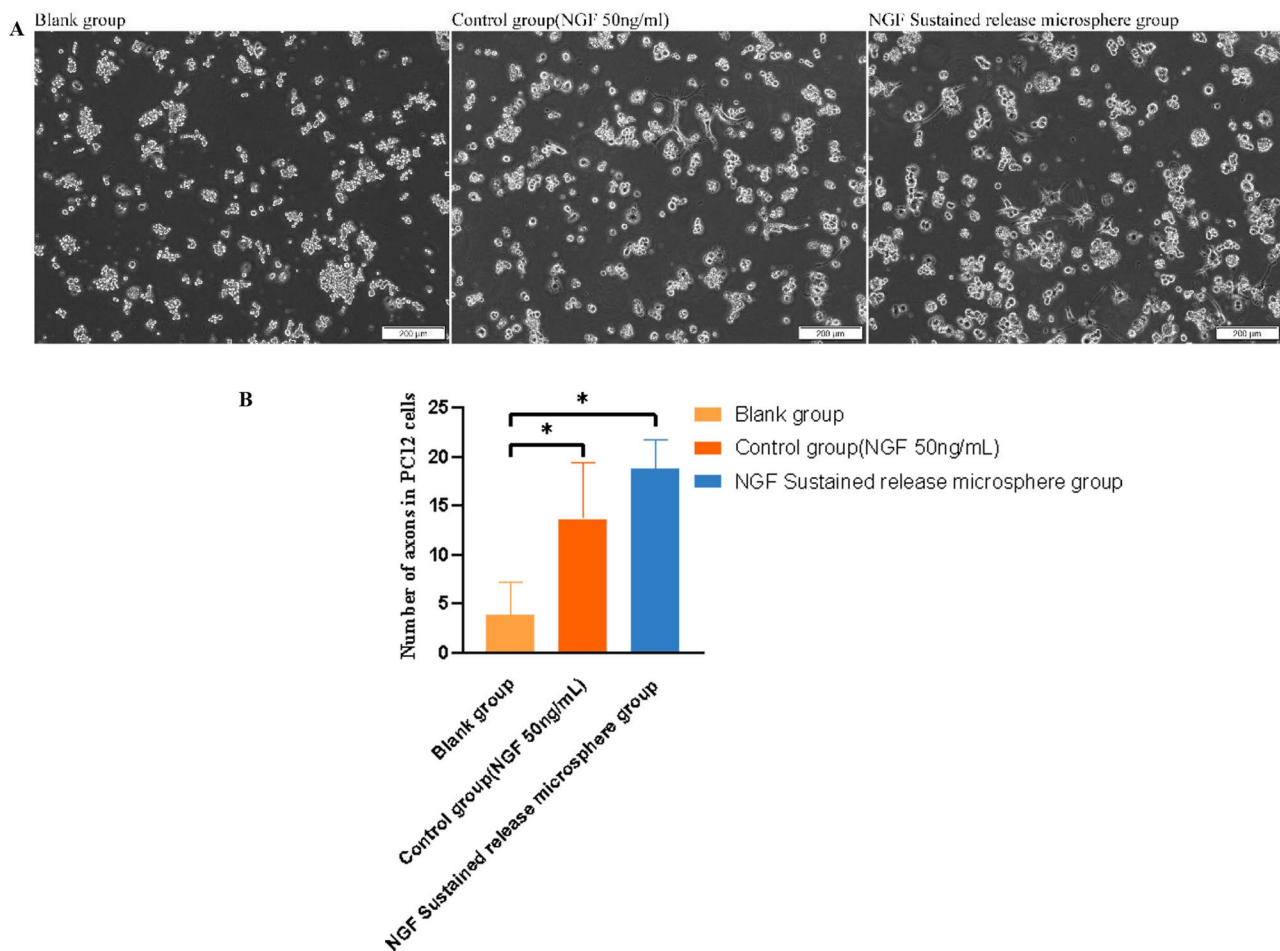 A
Blank group
Control group(NGF 50ng/ml)
NGF Sustained release microsphere group
200 μm
200 μm
200 μm
B
Number of axons in PC12 cells
25
20
15
10
5
0
*
*
Blank group
Control group(NGF 50ng/mL)
NGF Sustained release microsphere group
Blank group
Control group(NGF 50ng/mL)
NGF Sustained release microsphere group